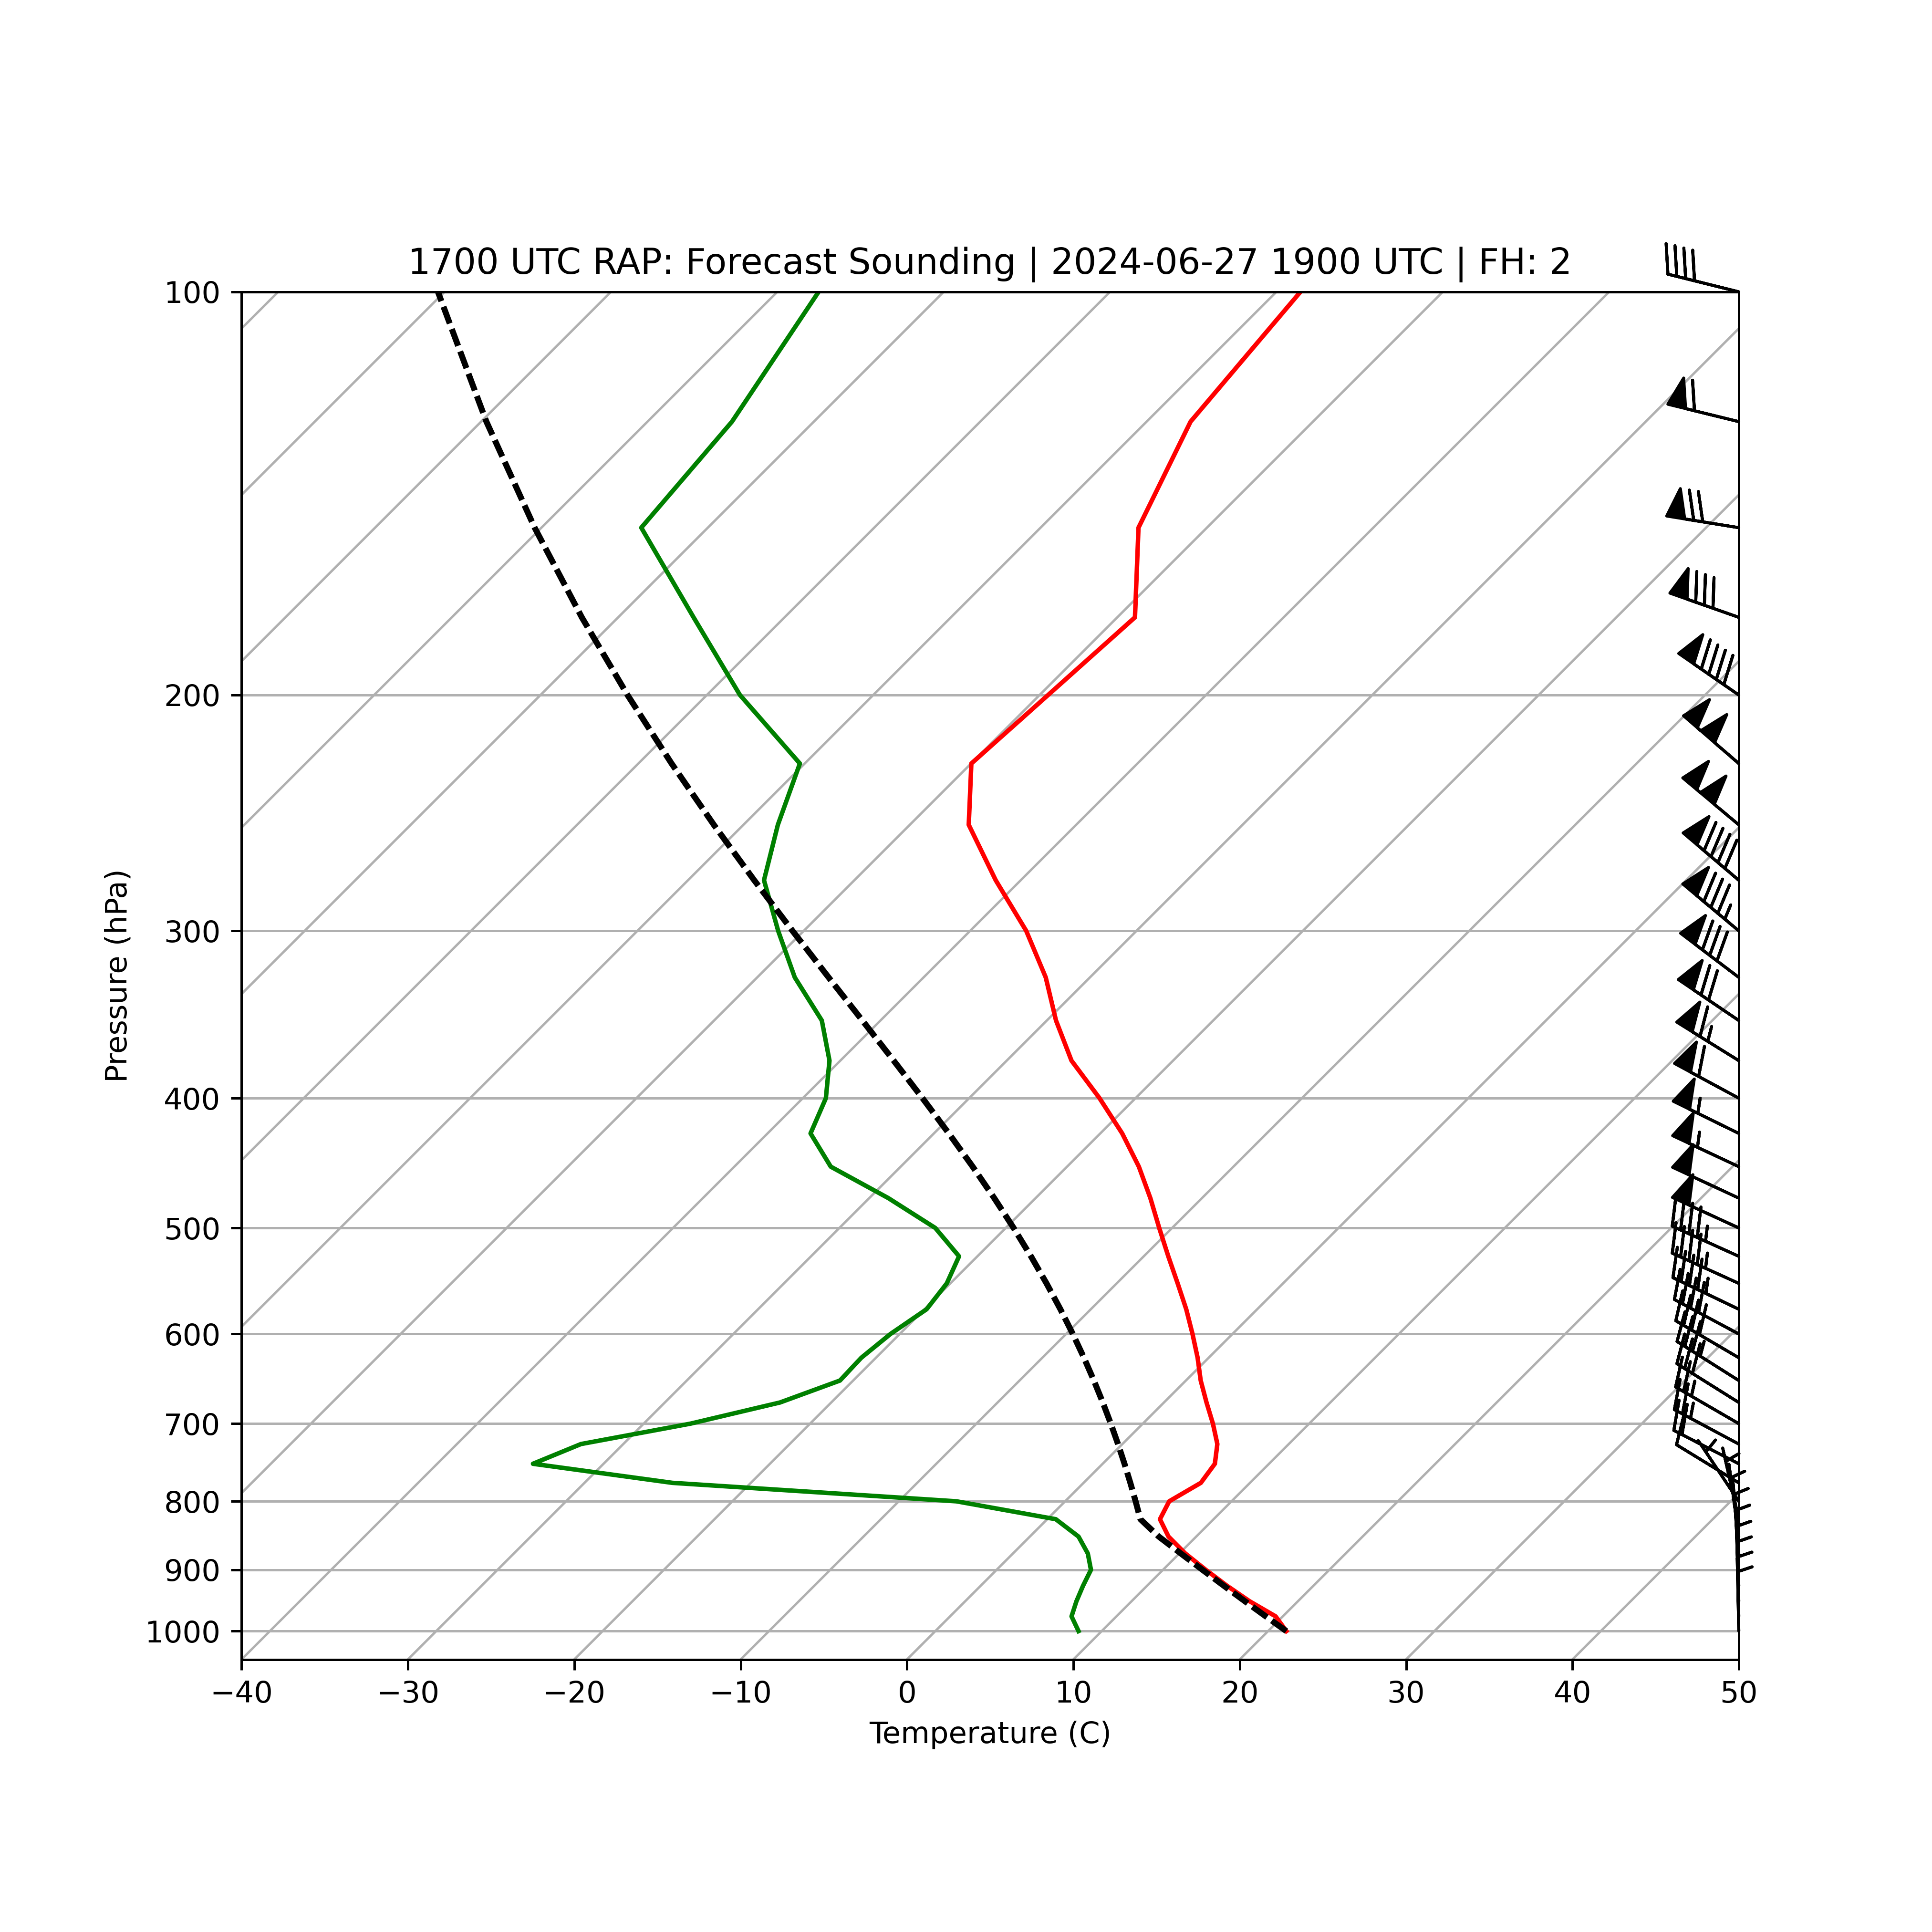 1700 UTC RAP: Forecast Sounding | 2024-06-27 1900 UTC | FH: 2
100
200
300
400
500
600
700
800
900
1000
Pressure (hPa)
−40 −30 −20 −10 0 10 20 30 40 50
Temperature (C)